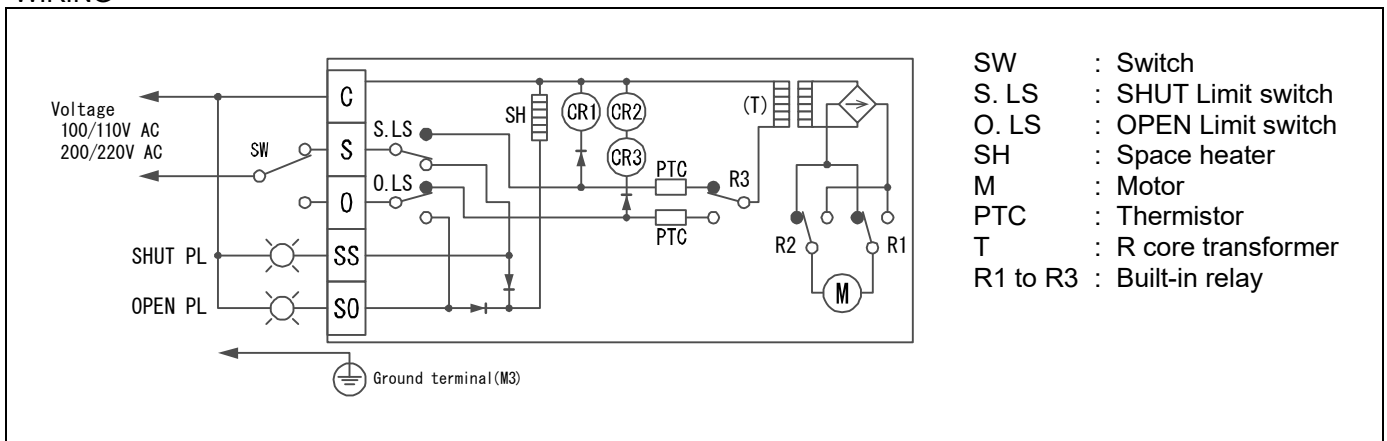 Voltage
100/110V AC
200/220V AC
SW
C
S
O
SS
SO
S.LS
O.LS
SHUT PL
OPEN PL
SH
CR1
CR2
CR3
PTC
PTC
R3
(T)
R2
R1
M
Ground terminal(M3)
SW : Switch
S. LS : SHUT Limit switch
O. LS : OPEN Limit switch
SH : Space heater
M : Motor
PTC : Thermistor
T : R core transformer
R1 to R3 : Built-in relay